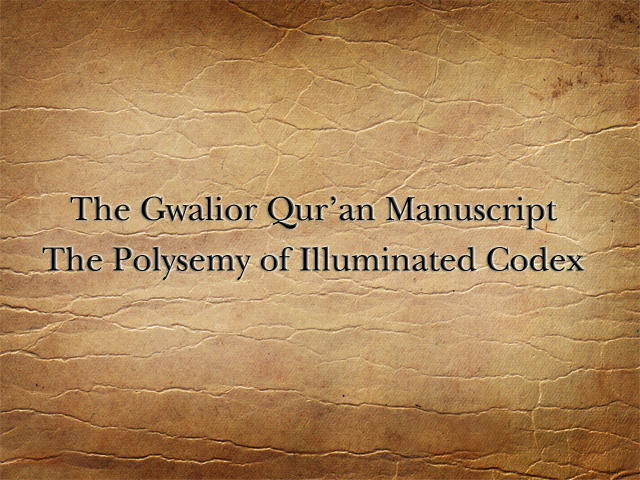 The Gwalior Qur’an Manuscript
The Polysemy of Illuminated Codex